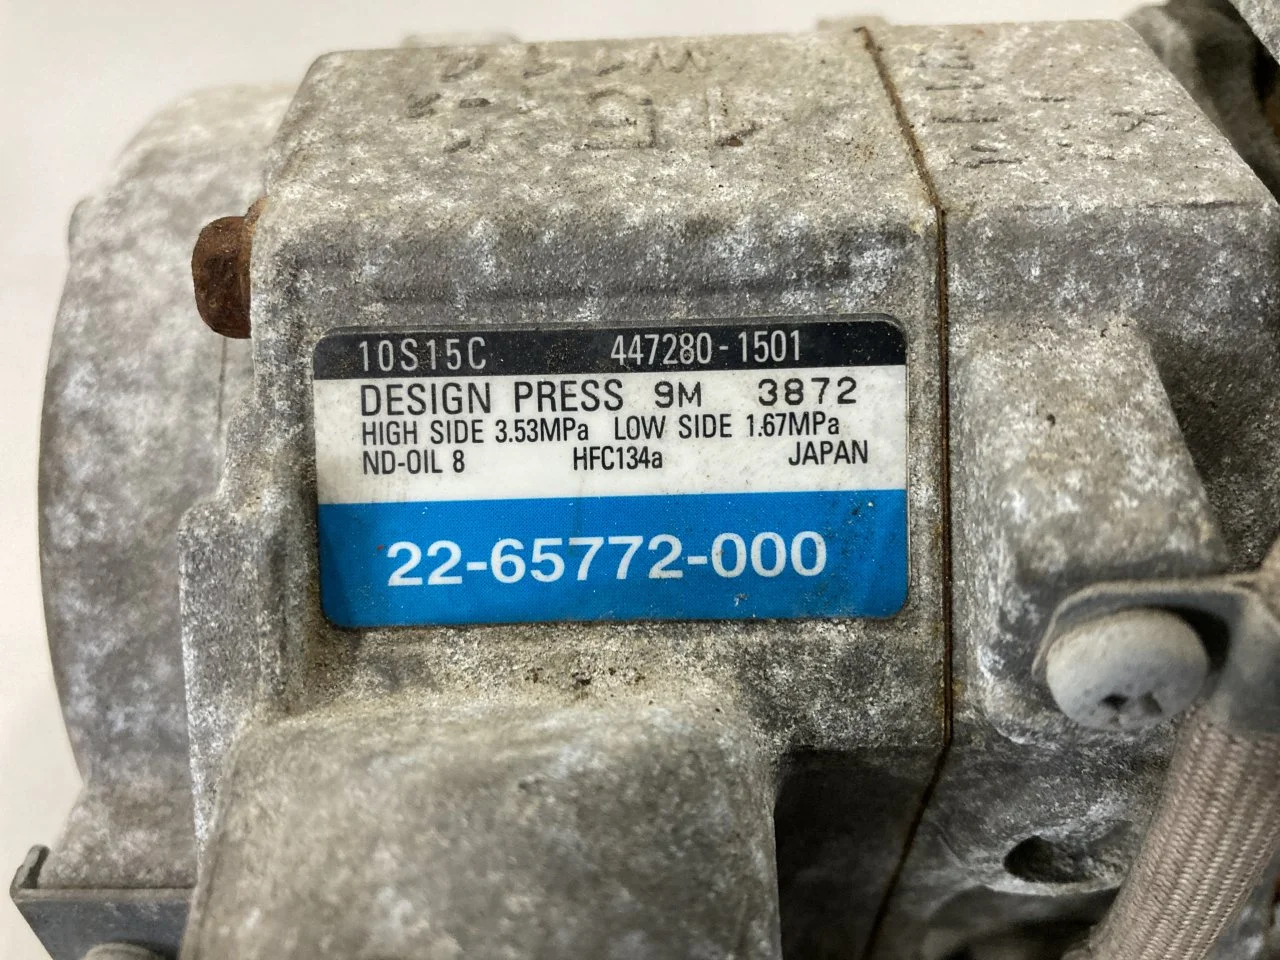 10S15C 447280-1501
DESIGN PRESS 9M 3872
HIGH SIDE 3.53MPa LOW SIDE 1.67MPa
ND-OIL 8 HFC134a JAPAN
22-65772-000